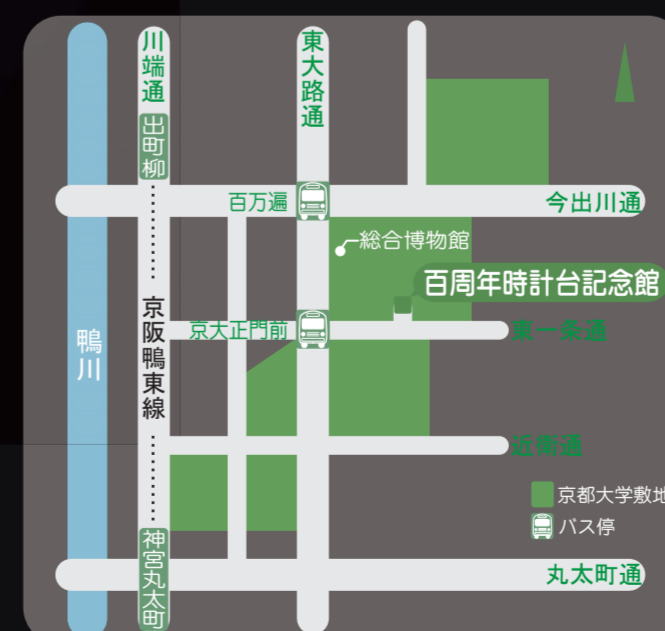 川端通
東大路通
出町柳
百万遍
今出川通
総合博物館
百周年時計台記念館
京阪鴨東線
京大正門前
東一条通
鴨川
近衛通
京都大学敷地
バス停
神宮丸太町
丸太町通